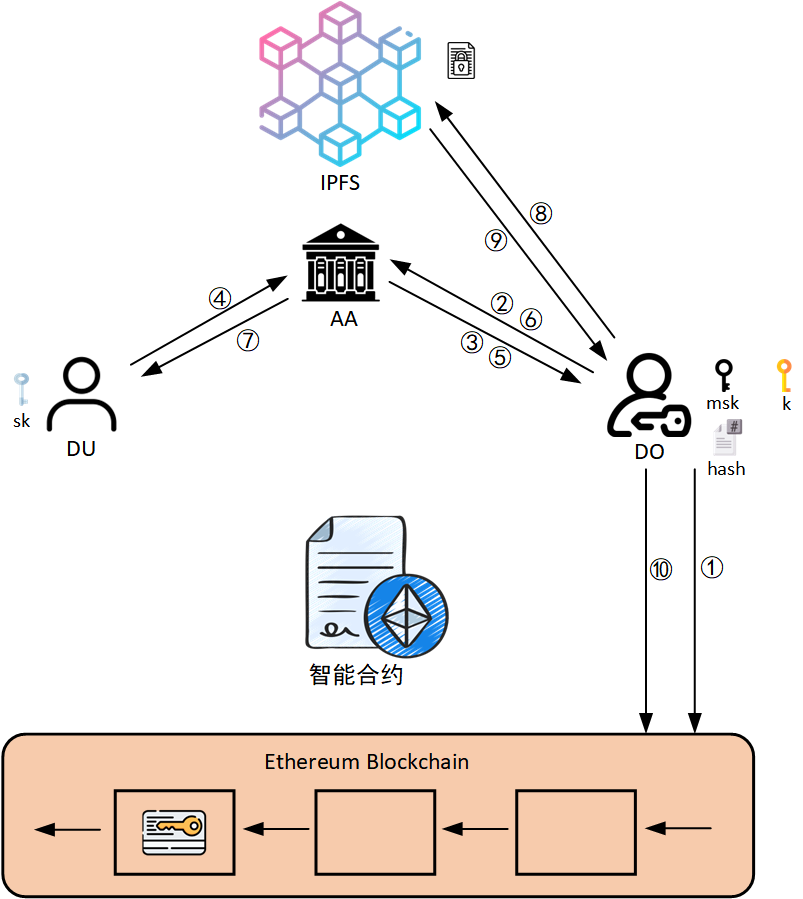 IPFS
⑧
⑨
AA
④
⑦
②
⑥
③
⑤
sk
DU
msk
k
#
DO
hash
⑩
①
智能合约
Ethereum Blockchain